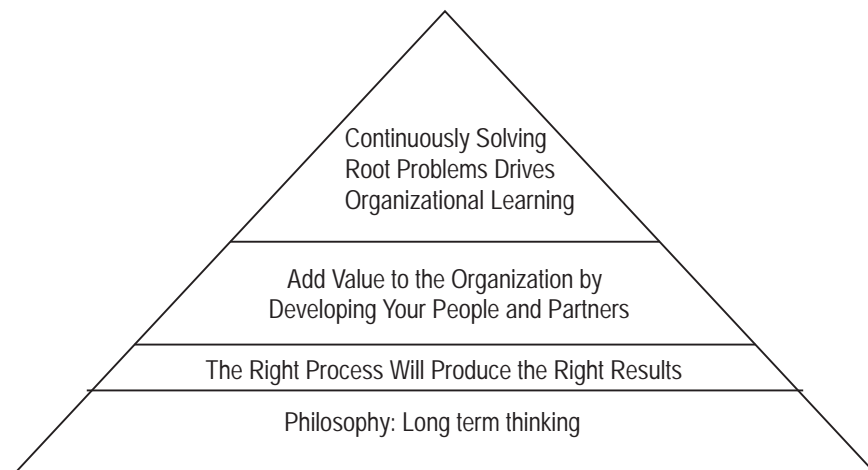 Continuously Solving
Root Problems Drives
Organizational Learning
Add Value to the Organization by
Developing Your People and Partners
The Right Process Will Produce the Right Results
Philosophy: Long term thinking